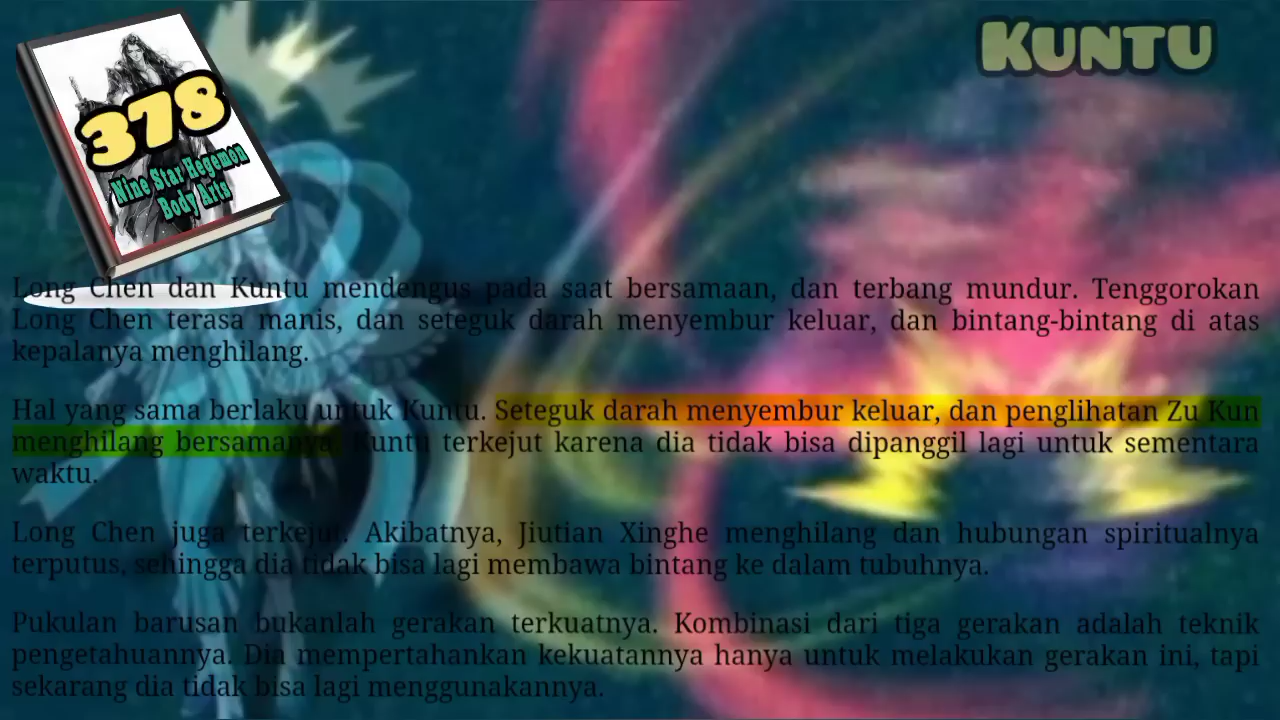 378
Nine Star Hegemon
Body Arts
Kuntu
Long Chen dan Kuntu mendengus pada saat bersamaan, dan terbang mundur. Tenggorokan
Long Chen terasa manis, dan seteguk darah menyembur keluar, dan bintang-bintang di atas
kepalanya menghilang.
Hal yang sama berlaku untuk Kuntu. Seteguk darah menyembur keluar, dan penglihatan Zu Kun
menghilang bersamanya. Kuntu terkejut karena dia tidak bisa dipanggil lagi untuk sementara
waktu.
Long Chen juga terkejut. Akibatnya, Jiutian Xinghe menghilang dan hubungan spiritualnya
terputus, sehingga dia tidak bisa lagi membawa bintang ke dalam tubuhnya.
Pukulan barusan bukanlah gerakan terkuatnya. Kombinasi dari tiga gerakan adalah teknik
pengetahuannya. Dia mempertahankan kekuatannya hanya untuk melakukan gerakan ini, tapi
sekarang dia tidak bisa lagi menggunakannya.